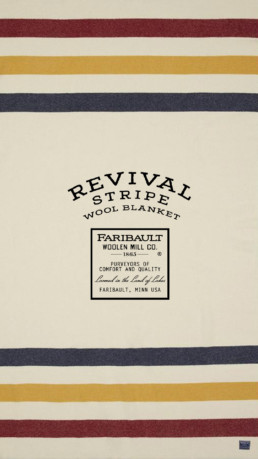 REVIVAL
STRIPE
WOOL BLANKET
FARIBAULT
WOOLEN MILL CO.
1865 ®
PURVEYORS OF
COMFORT AND QUALITY
Loomed in the Land of Lakes
FARIBAULT, MINN USA